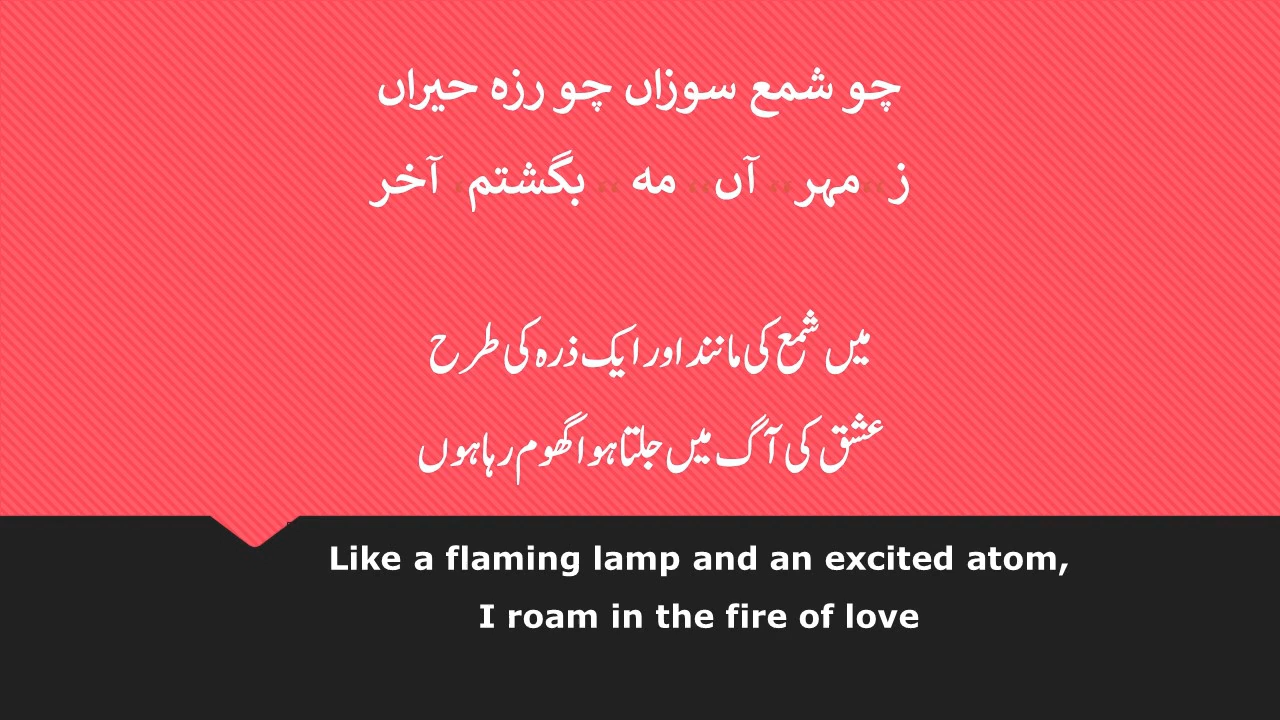 چو شمع سوزاں چو رزہ حیراں
ز مہر آں مہ بگشتم آخر
میں شمع کی مانند اور ایک ذرہ کی طرح
عشق کی آگ میں جلتا ہوا گھوم رہا ہوں
Like a flaming lamp and an excited atom,
I roam in the fire of love